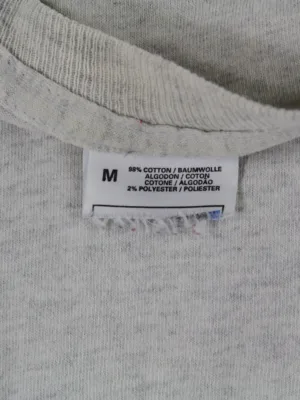 M
98% COTTON / BAUMWOLLE
ALGODON / COTON
COTONE / ALGODÃO
2% POLYESTER / POLIESTER